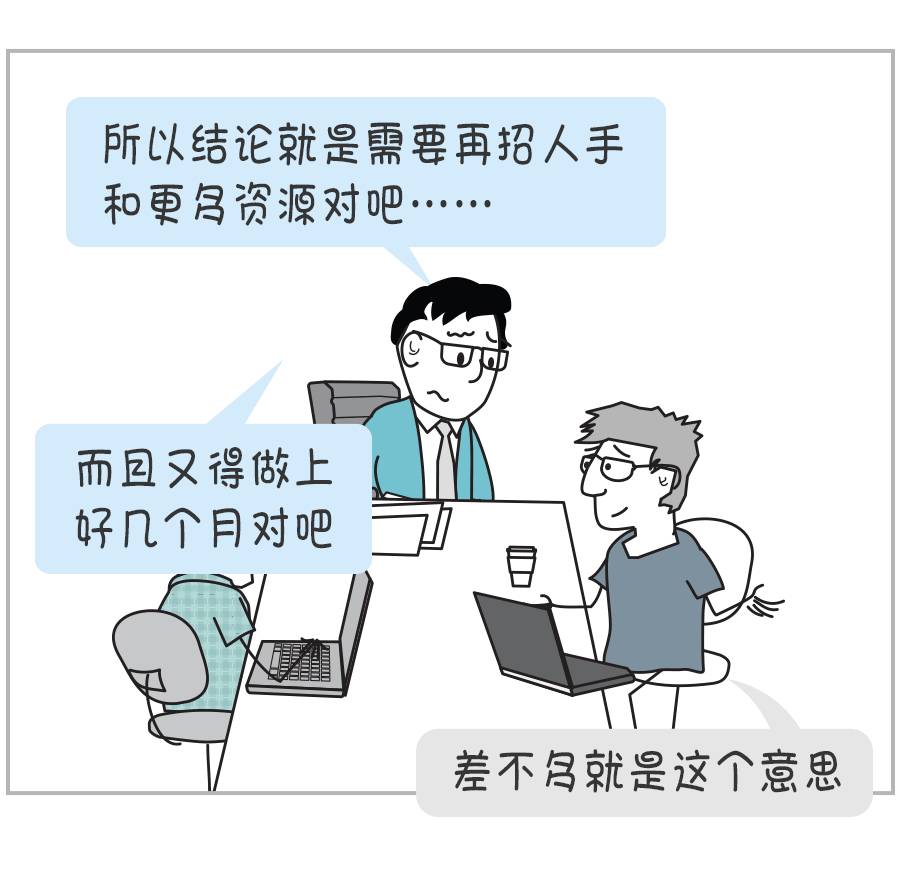 所以结论就是需要再招人手
和更多资源对吧……
而且又得做上
好几个月对吧
差不多就是这个意思